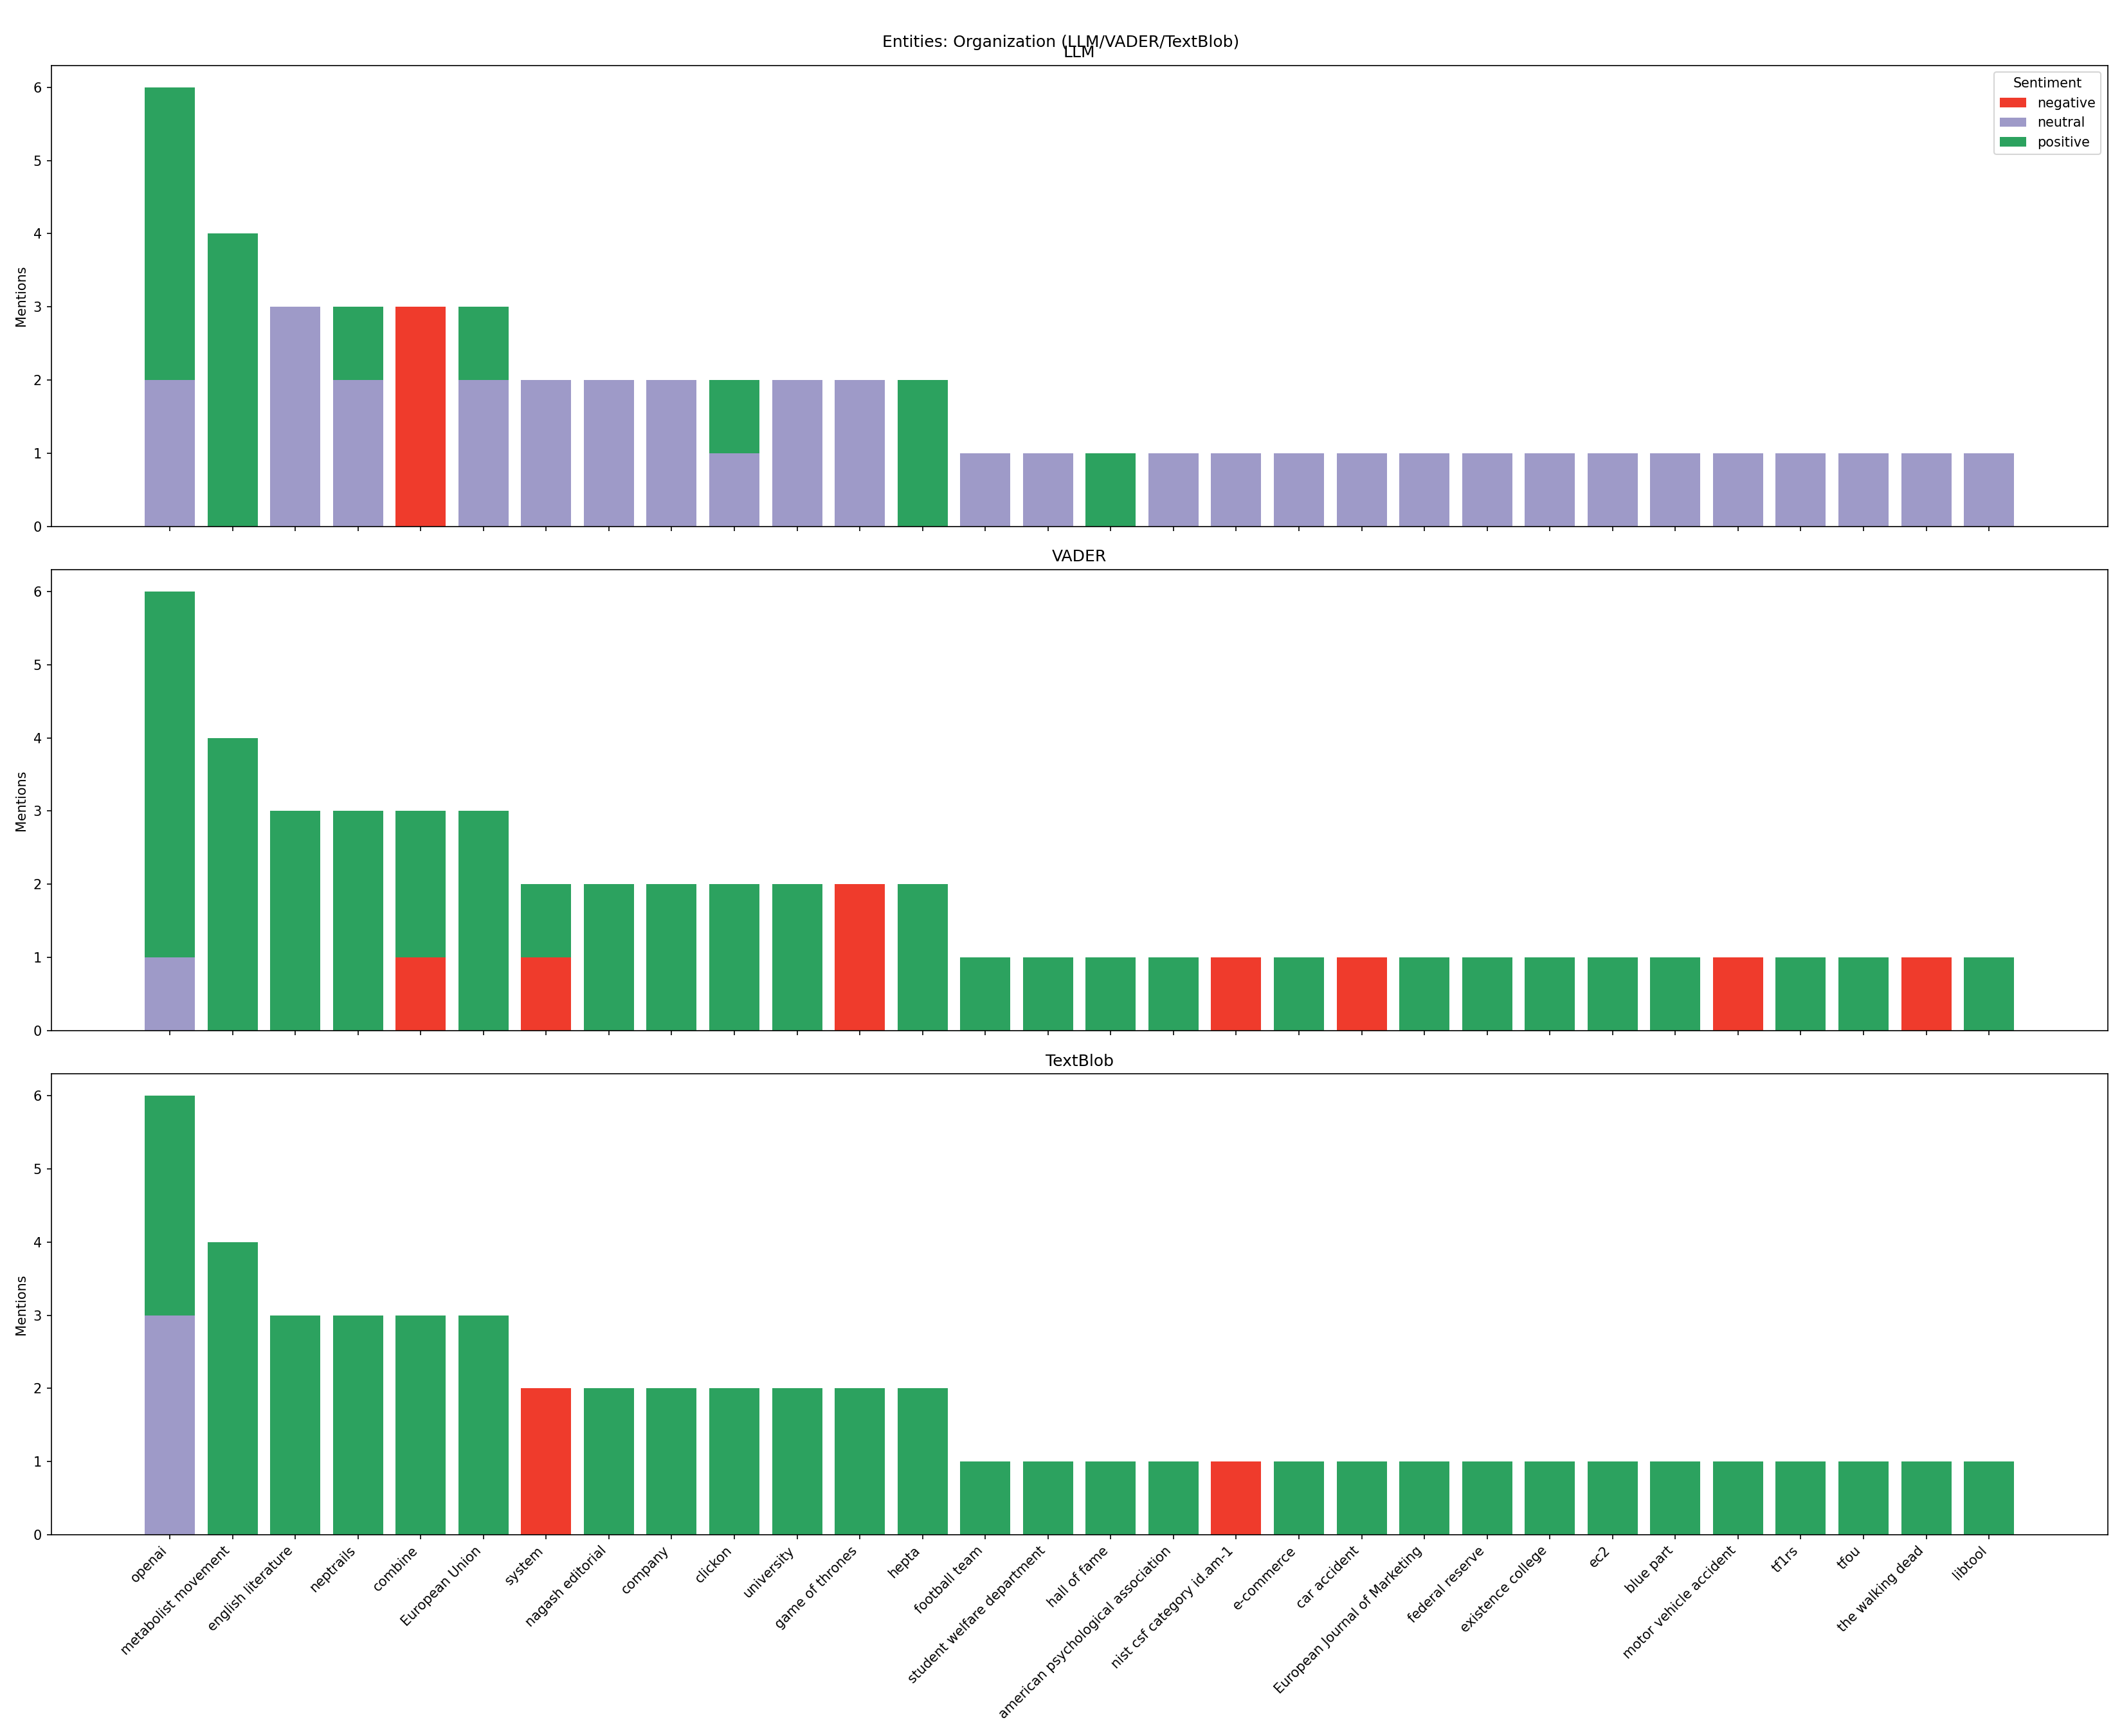 Entities: Organization (LLM/VADER/TextBlob)
LLM
Sentiment
negative
neutral
positive
Mentions
6
5
4
3
2
1
0
VADER
Mentions
6
5
4
3
2
1
0
TextBlob
Mentions
6
5
4
3
2
1
0
openai
metabolist movement
english literature
neptrails
combine
European Union
system
nagash editorial
company
clickon
university
game of thrones
hepta
football team
student welfare department
hall of fame
american psychological association
nist csf category id.am-1
e-commerce
car accident
European Journal of Marketing
federal reserve
existence college
ec2
blue part
motor vehicle accident
tf1rs
tfou
the walking dead
libtool